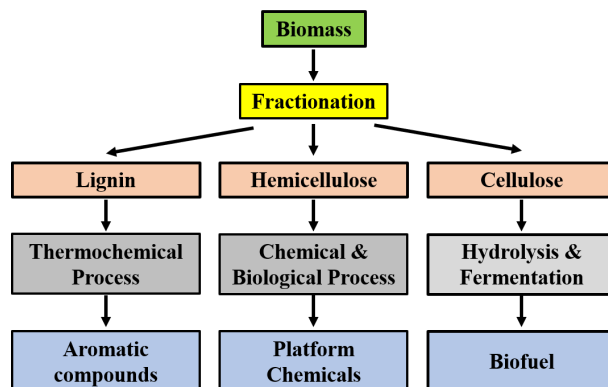 Biomass
Fractionation
Lignin
Hemicellulose
Cellulose
Thermochemical
Process
Chemical &
Biological Process
Hydrolysis &
Fermentation
Aromatic
compounds
Platform
Chemicals
Biofuel